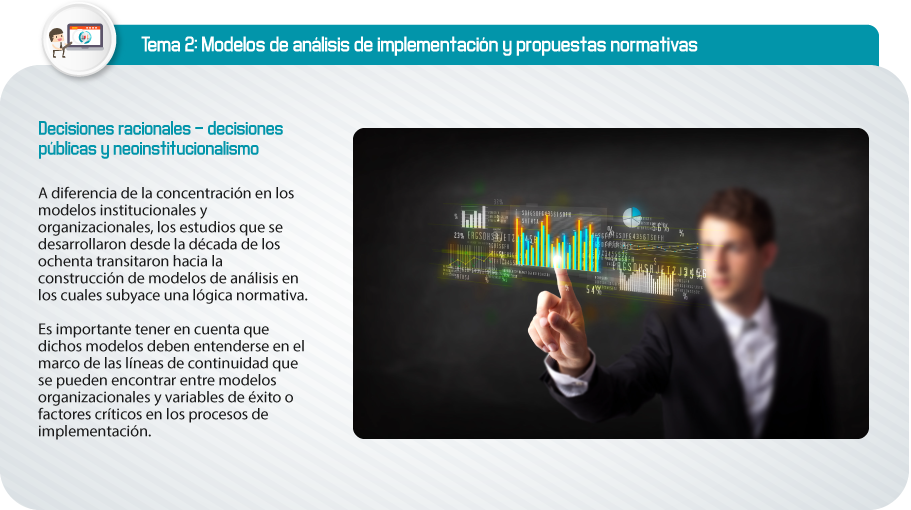 Tema 2: Modelos de análisis de implementación y propuestas normativas
Decisiones racionales – decisiones
públicas y neoinstitucionalismo
A diferencia de la concentración en los
modelos institucionales y
organizacionales, los estudios que se
desarrollaron desde la década de los
ochenta transitaron hacia la
construcción de modelos de análisis en
los cuales subyace una lógica normativa.
Es importante tener en cuenta que
dichos modelos deben entenderse en el
marco de las líneas de continuidad que
se pueden encontrar entre modelos
organizacionales y variables de éxito o
factores críticos en los procesos de
implementación.
23%
56%
54%